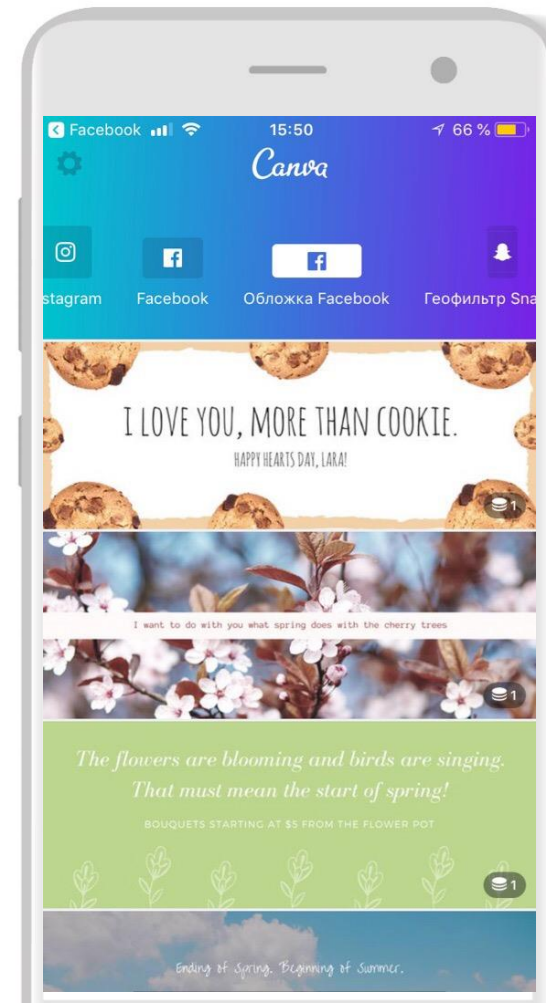 Facebook 15:50 66 %
Canva
stagram Facebook Обложка Facebook Геофильтр Sna
I LOVE YOU, MORE THAN COOKIE.
HAPPY HEARTS DAY, LARA!
1
I want to do with you what spring does with the cherry trees
1
The flowers are blooming and birds are singing.
That must mean the start of spring!
BOUQUETS STARTING AT $5 FROM THE FLOWER POT
1
Ending of Spring. Beginning of Summer.